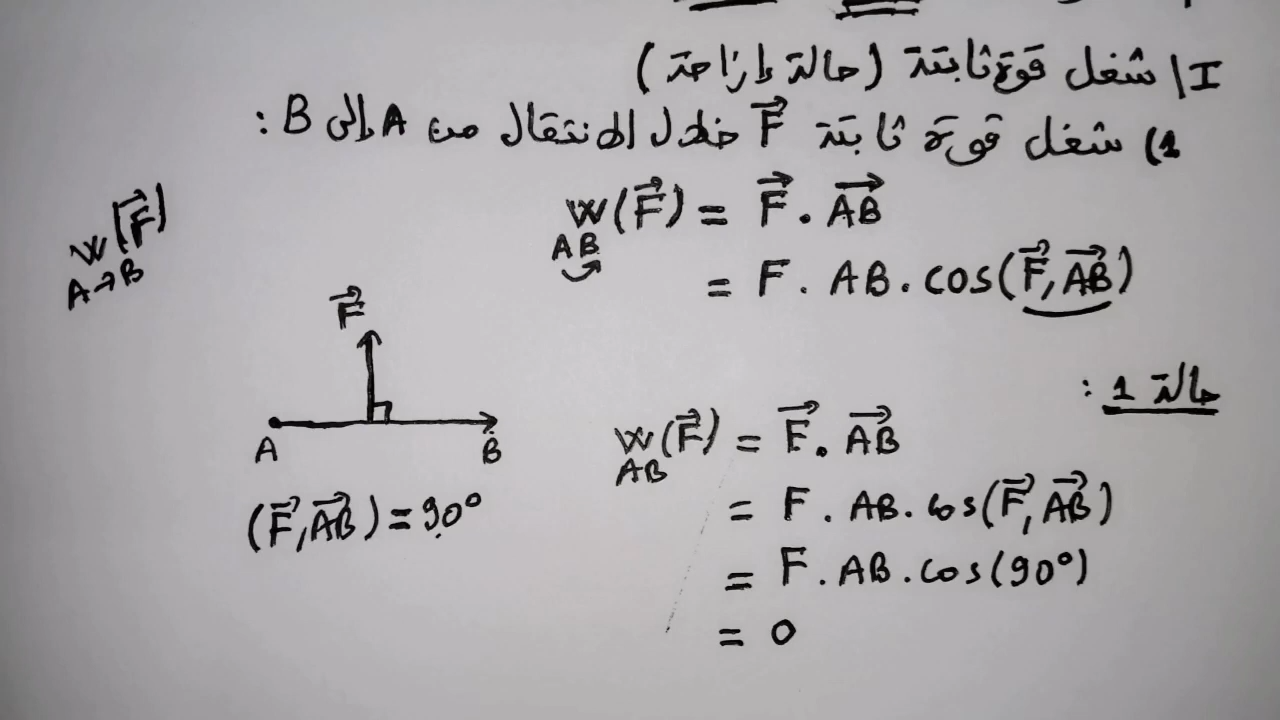 I / شغل قوة ثابتة (حالة إزاحة)
1) شغل قوة ثابتة F⃗ خلال الانتقال من A إلى B :
W(F⃗) = F⃗ . AB⃗
AB
= F . AB . cos(F⃗, AB⃗)
W(F⃗)
A→B
F⃗
A B
(F⃗, AB⃗) = 90°
حالة 1 :
W(F⃗) = F⃗ . AB⃗
AB
= F . AB . cos(F⃗, AB⃗)
= F . AB . cos(90°)
= 0